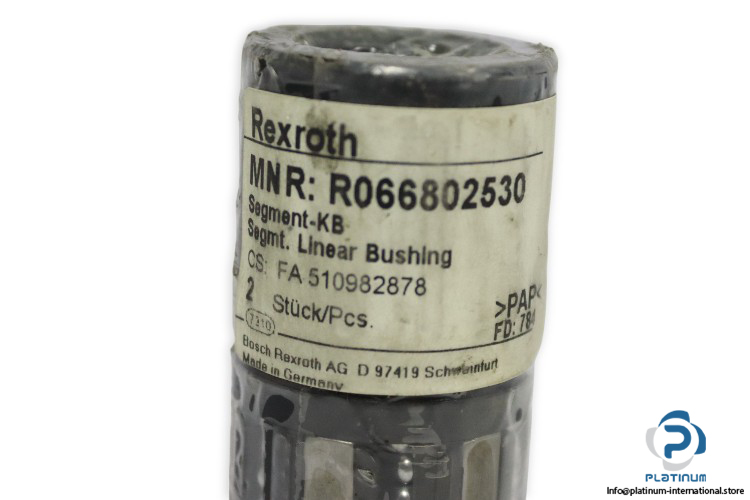 Rexroth
MNR: R066802530
Segment-KB
Segmt. Linear Bushing
CS: FA 510982878
2 Stück/Pcs.
>PAP<
7210
FD: 784
Bosch Rexroth AG D 97419 Schweinfurt
Made in Germany
PLATINUM
Info@platinum-international.store